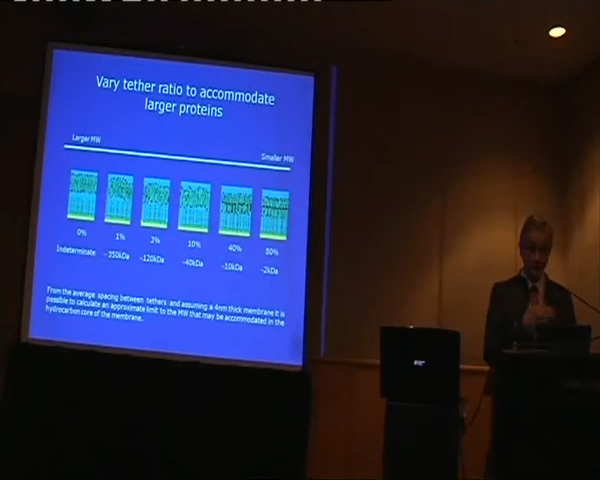 Vary tether ratio to accommodate
larger proteins
Larger MW
Smaller MW
0% 1% 3% 10% 40% 80%
Indeterminate ~350kDa ~120kDa ~40kDa ~10kDa ~2kDa
From the average spacing between tethers and assuming a 4nm thick membrane it is
possible to calculate an approximate limit to the MW that may be accommodated in the
hydrocarbon core of the membrane.
acer